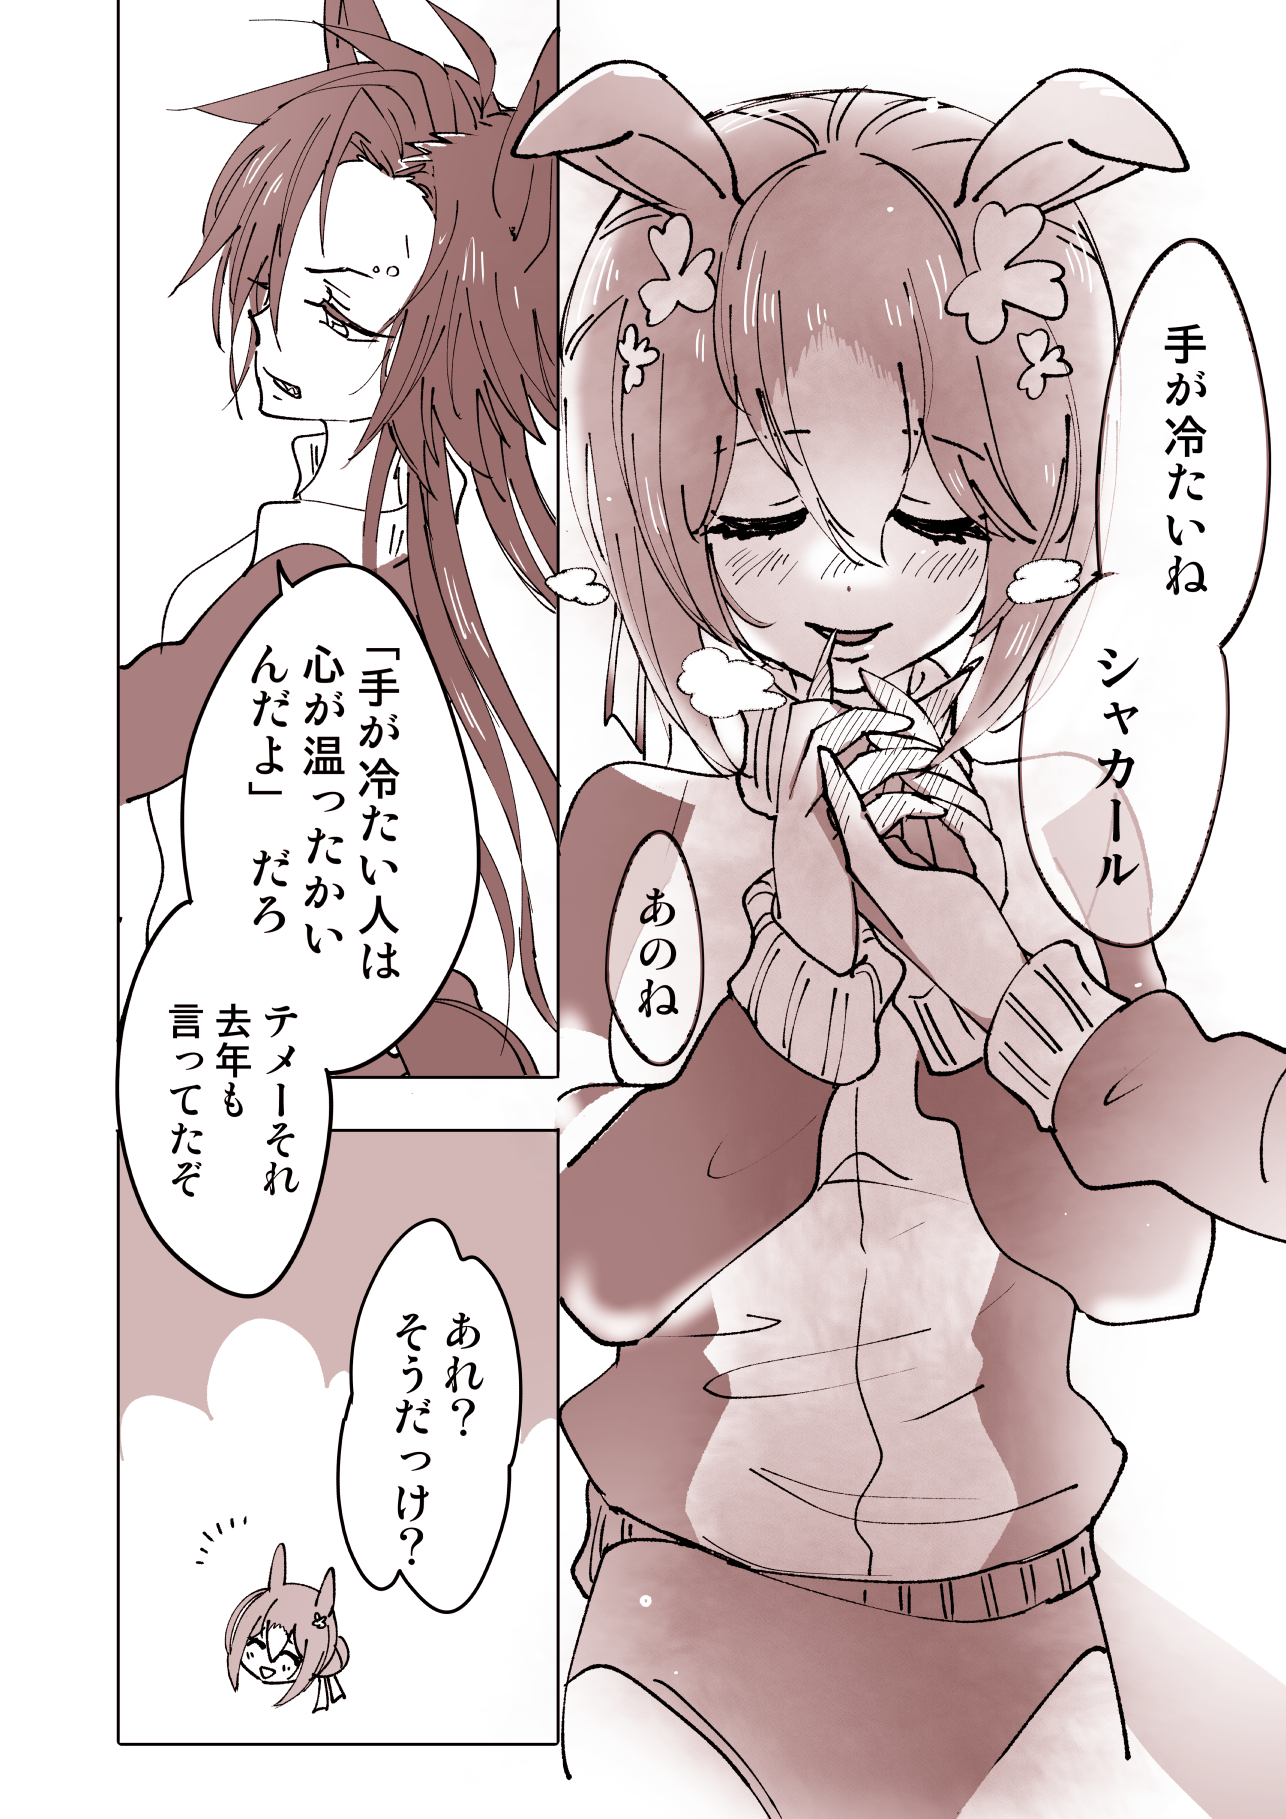 手が冷たいね
シャカール
あのね
「手が冷たい人は
心が温ったかい
んだよ」だろ
テメーそれ
去年も
言ってたぞ
あれ?
そうだっけ?